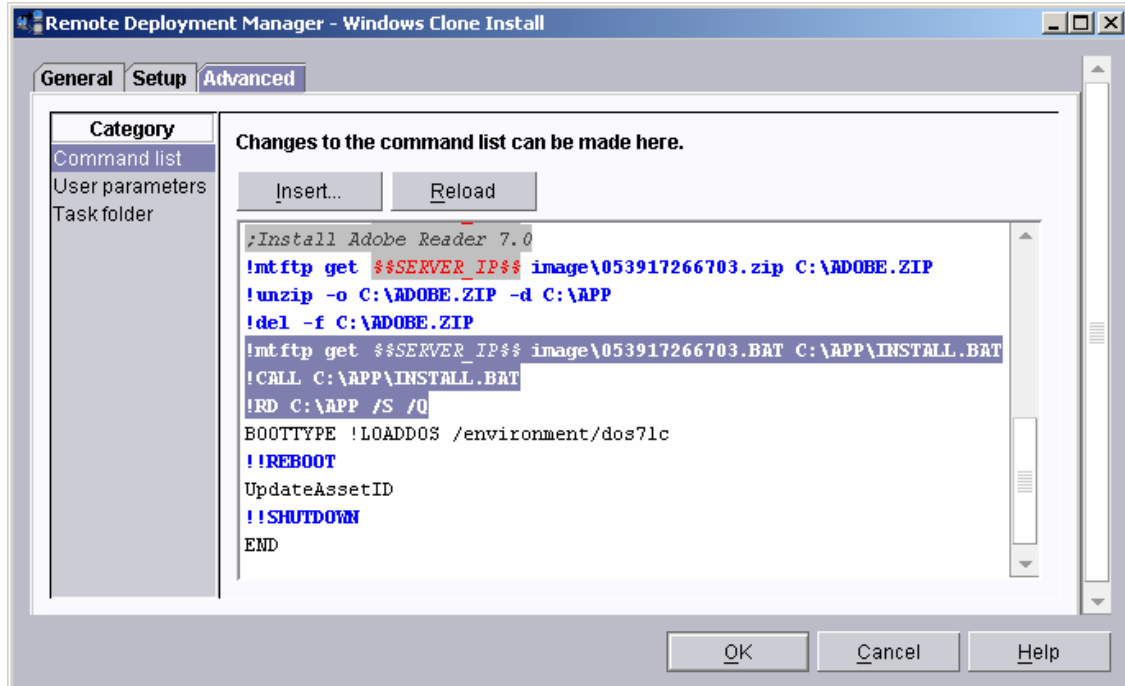 Remote Deployment Manager - Windows Clone Install
General Setup Advanced
Category
Command list
User parameters
Task folder
Changes to the command list can be made here.
Insert... Reload
;Install Adobe Reader 7.0
!mtftp get $$SERVER_IP$$ image\053917266703.zip C:\ADOBE.ZIP
!unzip -o C:\ADOBE.ZIP -d C:\APP
!del -f C:\ADOBE.ZIP
!mtftp get $$SERVER_IP$$ image\053917266703.BAT C:\APP\INSTALL.BAT
!CALL C:\APP\INSTALL.BAT
!RD C:\APP /S /Q
BOOTTYPE !LOADDOS /environment/dos71c
!!REBOOT
UpdateAssetID
!!SHUTDOWN
END
OK Cancel Help